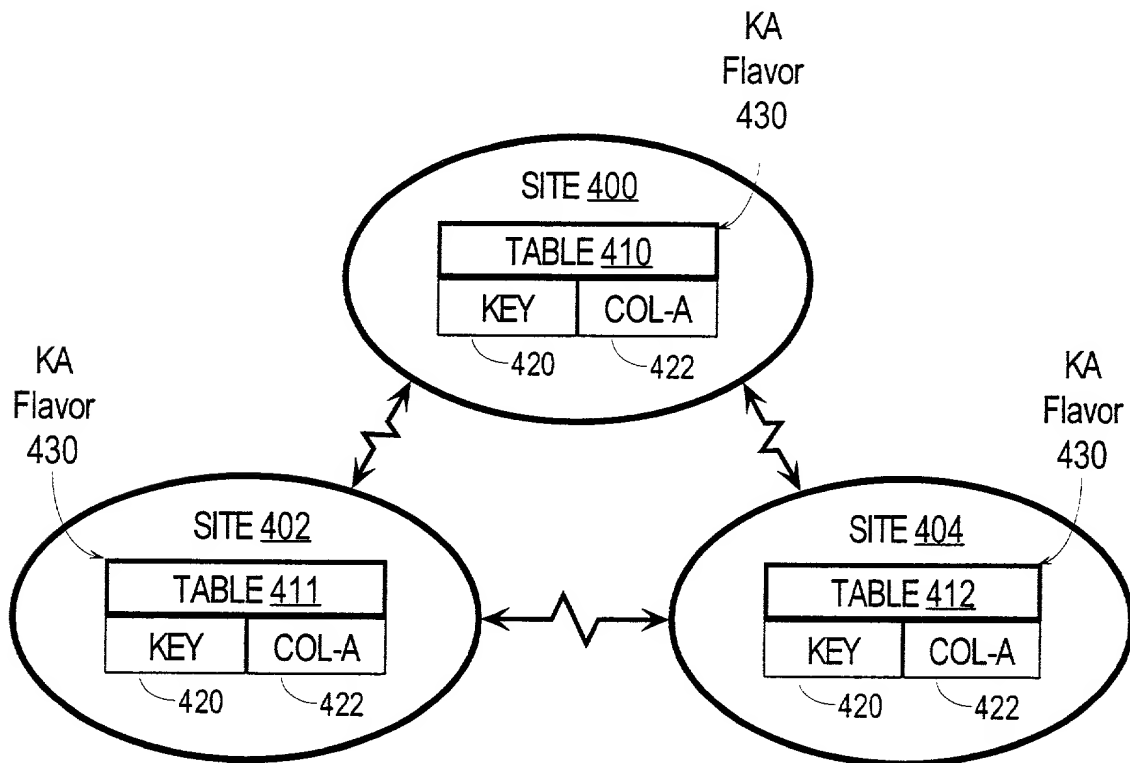 KA
Flavor
430
SITE 400
TABLE 410
KEY COL-A
420 422
KA
Flavor
430
SITE 402
TABLE 411
KEY COL-A
420 422
KA
Flavor
430
SITE 404
TABLE 412
KEY COL-A
420 422